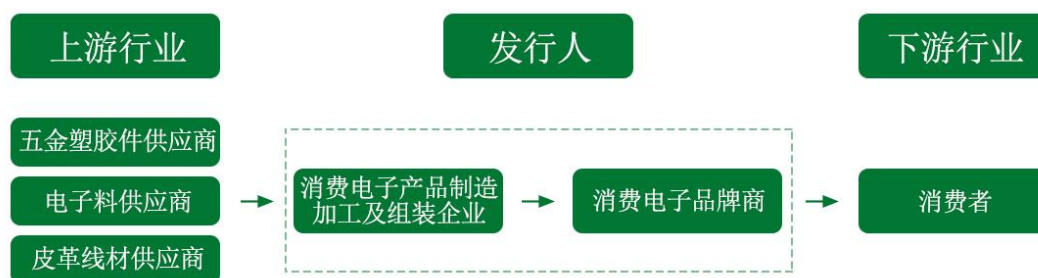 上游行业
发行人
下游行业
五金塑胶件供应商
电子料供应商
皮革线材供应商
消费电子产品制造
加工及组装企业
消费电子品牌商
消费者